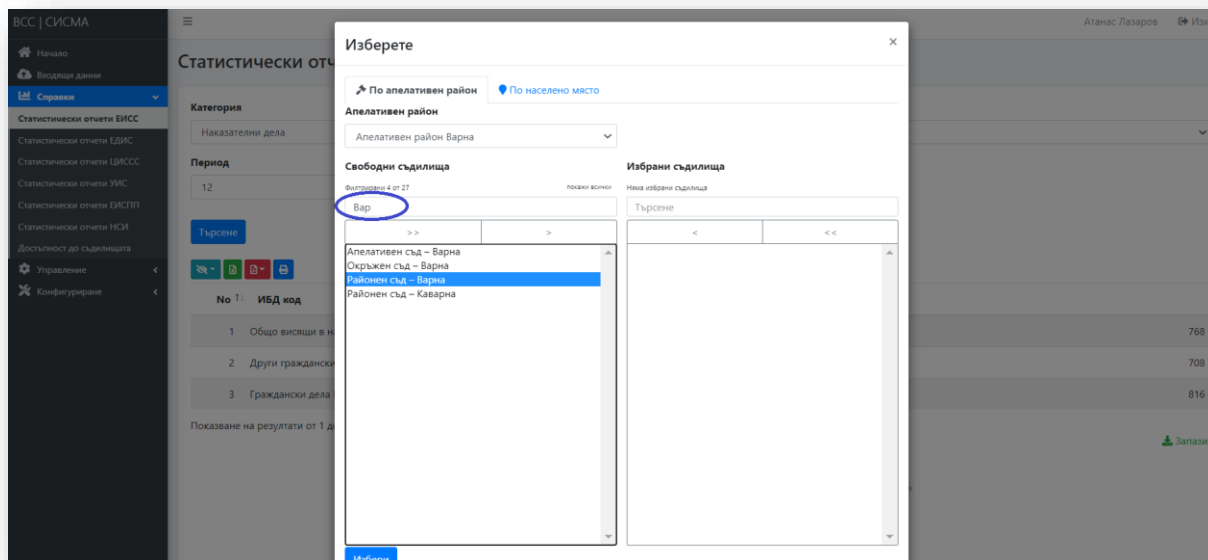 ВСС | СИСМА
Атанас Лазаров
Начало
Входящи данни
Справки
Статистически отчети ЕИСС
Статистически отчети ЕДИС
Статистически отчети ЦИССС
Статистически отчети УИС
Статистически отчети ЕИСПП
Статистически отчети НСИ
Достъпност до съдилищата
Управление
Конфигуриране
Статистически
Категория
Наказателни дела
Период
12
Търсене
No ИБД код
1 Общо висящи в
768
2 Други граждански
708
3 Граждански дела
816
Показване на резултати от 1
Изберете
×
По апелативен район По населено място
Апелативен район
Апелативен район Варна
Свободни съдилища Избрани съдилища
Филтрирани 4 от 27 покажи всички Няма избрани съдилища
Вар Търсене
>> > < <<
Апелативен съд – Варна
Окръжен съд – Варна
Районен съд – Варна
Районен съд – Каварна
Избери